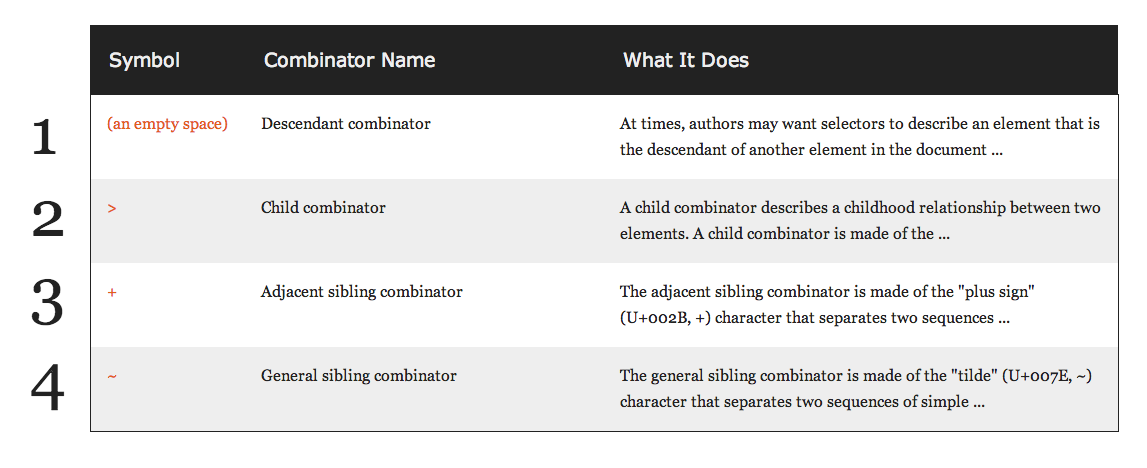 Symbol Combinator Name What It Does
1 (an empty space) Descendant combinator At times, authors may want selectors to describe an element that is
the descendant of another element in the document ...
2 > Child combinator A child combinator describes a childhood relationship between two
elements. A child combinator is made of the ...
3 + Adjacent sibling combinator The adjacent sibling combinator is made of the "plus sign"
(U+002B, +) character that separates two sequences ...
4 ~ General sibling combinator The general sibling combinator is made of the "tilde" (U+007E, ~)
character that separates two sequences of simple ...